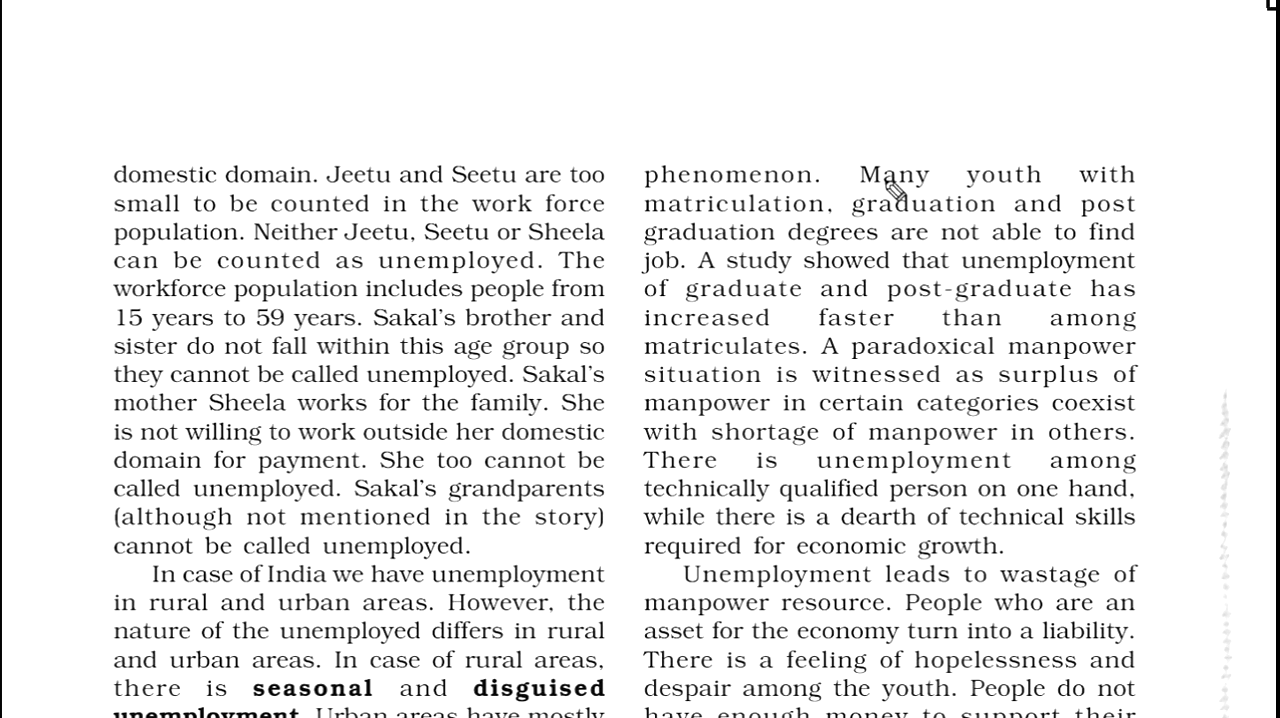 domestic domain. Jeetu and Seetu are too
small to be counted in the work force
population. Neither Jeetu, Seetu or Sheela
can be counted as unemployed. The
workforce population includes people from
15 years to 59 years. Sakal's brother and
sister do not fall within this age group so
they cannot be called unemployed. Sakal's
mother Sheela works for the family. She
is not willing to work outside her domestic
domain for payment. She too cannot be
called unemployed. Sakal's grandparents
(although not mentioned in the story)
cannot be called unemployed.
In case of India we have unemployment
in rural and urban areas. However, the
nature of the unemployed differs in rural
and urban areas. In case of rural areas,
there is seasonal and disguised
unemployment. Urban areas have mostly
phenomenon. Many youth with
matriculation, graduation and post
graduation degrees are not able to find
job. A study showed that unemployment
of graduate and post-graduate has
increased faster than among
matriculates. A paradoxical manpower
situation is witnessed as surplus of
manpower in certain categories coexist
with shortage of manpower in others.
There is unemployment among
technically qualified person on one hand,
while there is a dearth of technical skills
required for economic growth.
Unemployment leads to wastage of
manpower resource. People who are an
asset for the economy turn into a liability.
There is a feeling of hopelessness and
despair among the youth. People do not
have enough money to support their